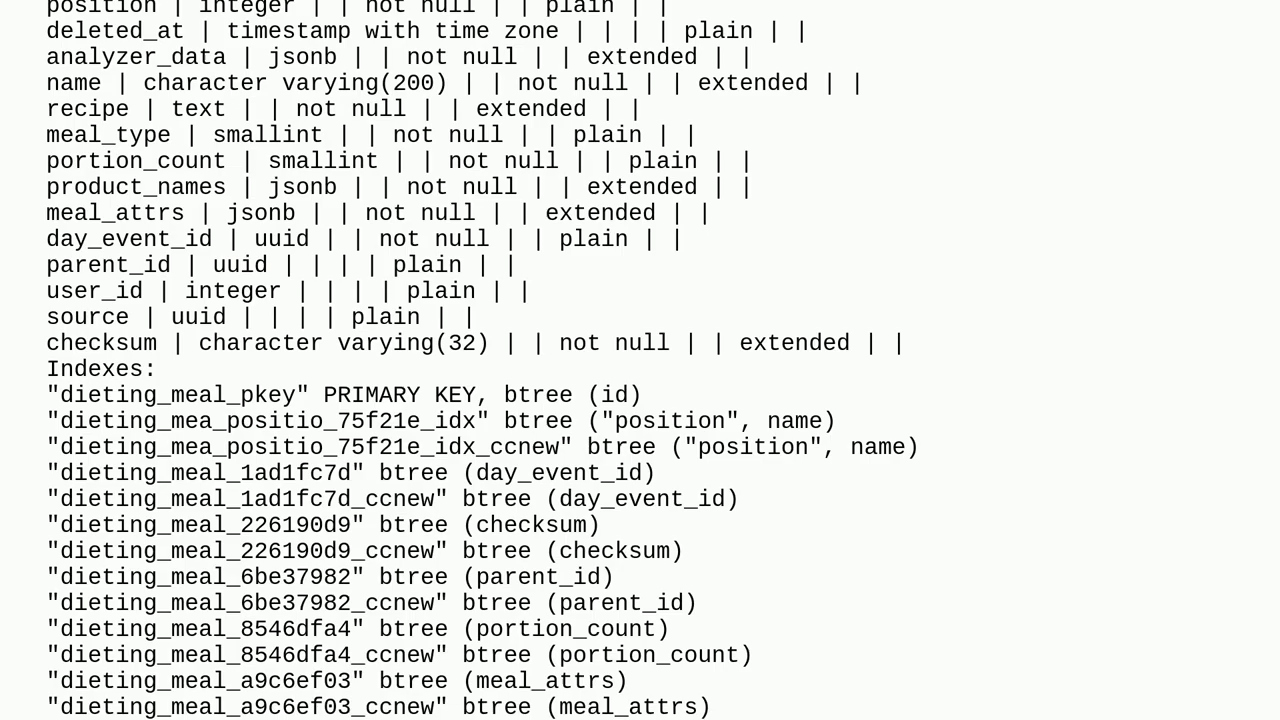 position | integer | | not null | | plain | |
deleted_at | timestamp with time zone | | | | plain | |
analyzer_data | jsonb | | not null | | extended | |
name | character varying(200) | | not null | | extended | |
recipe | text | | not null | | extended | |
meal_type | smallint | | not null | | plain | |
portion_count | smallint | | not null | | plain | |
product_names | jsonb | | not null | | extended | |
meal_attrs | jsonb | | not null | | extended | |
day_event_id | uuid | | not null | | plain | |
parent_id | uuid | | | | plain | |
user_id | integer | | | | plain | |
source | uuid | | | | plain | |
checksum | character varying(32) | | not null | | extended | |
Indexes:
"dieting_meal_pkey" PRIMARY KEY, btree (id)
"dieting_mea_positio_75f21e_idx" btree ("position", name)
"dieting_mea_positio_75f21e_idx_ccnew" btree ("position", name)
"dieting_meal_1ad1fc7d" btree (day_event_id)
"dieting_meal_1ad1fc7d_ccnew" btree (day_event_id)
"dieting_meal_226190d9" btree (checksum)
"dieting_meal_226190d9_ccnew" btree (checksum)
"dieting_meal_6be37982" btree (parent_id)
"dieting_meal_6be37982_ccnew" btree (parent_id)
"dieting_meal_8546dfa4" btree (portion_count)
"dieting_meal_8546dfa4_ccnew" btree (portion_count)
"dieting_meal_a9c6ef03" btree (meal_attrs)
"dieting_meal_a9c6ef03_ccnew" btree (meal_attrs)